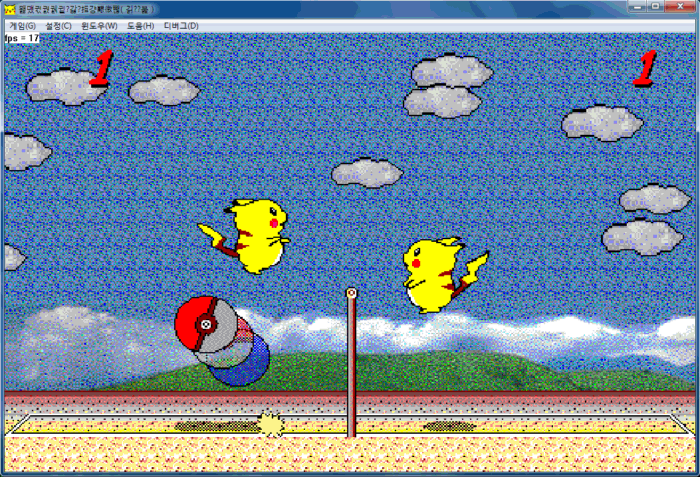 게임(G) 설정(C) 윈도우(W) 도움(H) 디버그(D)
fps = 17
1 1